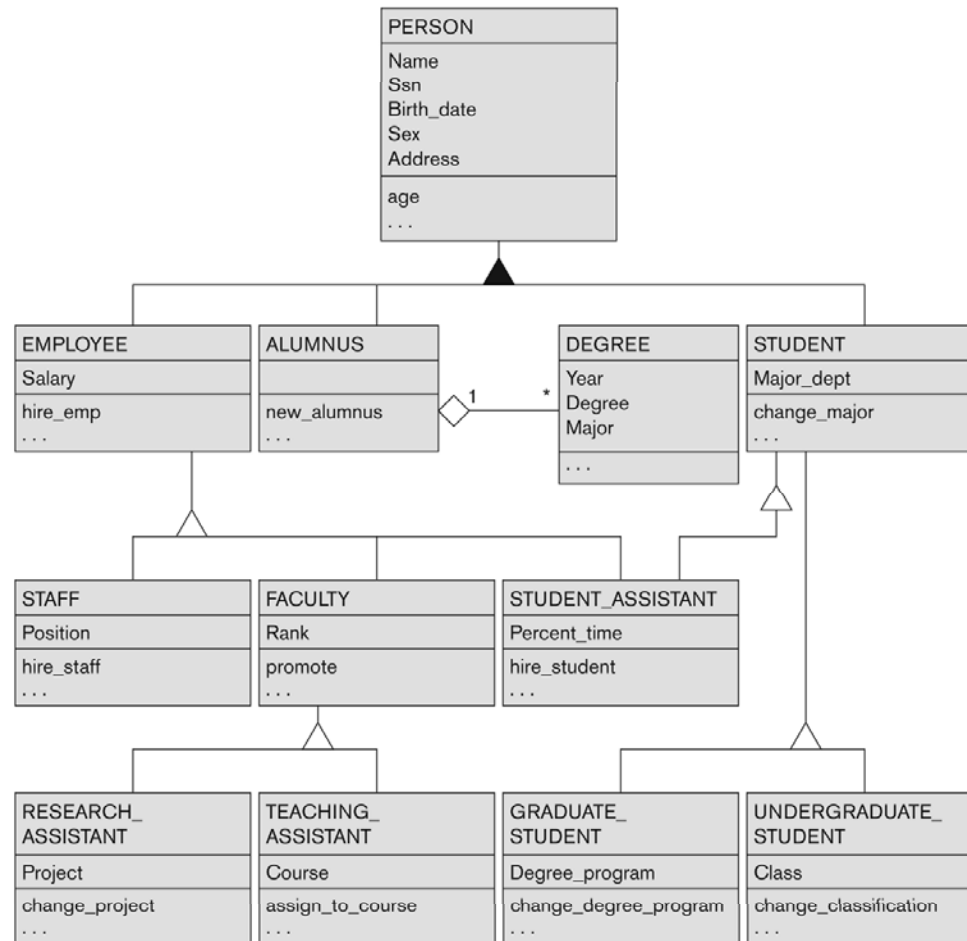 PERSON
Name
Ssn
Birth_date
Sex
Address
age
. . .
EMPLOYEE
Salary
hire_emp
. . .
ALUMNUS
new_alumnus
. . .
1
*
DEGREE
Year
Degree
Major
. . .
STUDENT
Major_dept
change_major
. . .
STAFF
Position
hire_staff
. . .
FACULTY
Rank
promote
. . .
STUDENT_ASSISTANT
Percent_time
hire_student
. . .
RESEARCH_
ASSISTANT
Project
change_project
. . .
TEACHING_
ASSISTANT
Course
assign_to_course
. . .
GRADUATE_
STUDENT
Degree_program
change_degree_program
. . .
UNDERGRADUATE_
STUDENT
Class
change_classification
. . .